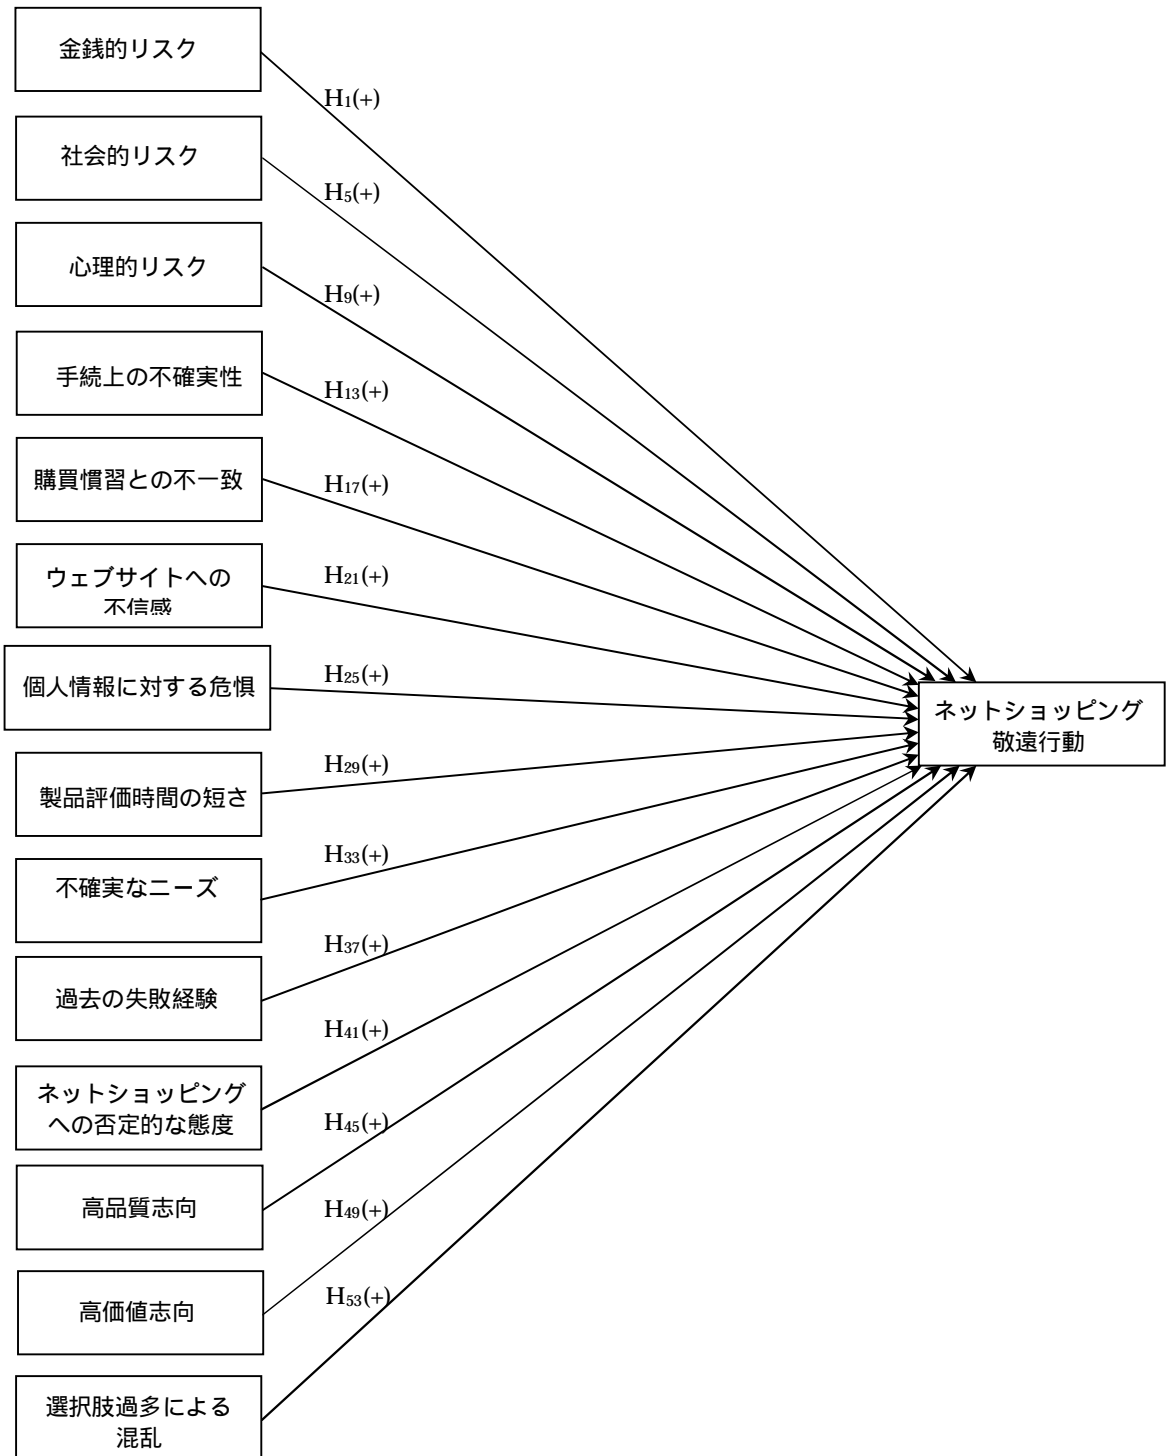 金銭的リスク
H1(+)
社会的リスク
H5(+)
心理的リスク
H9(+)
手続上の不確実性
H13(+)
購買慣習との不一致
H17(+)
ウェブサイトへの
不信感
H21(+)
個人情報に対する危惧
H25(+)
ネットショッピング
敬遠行動
製品評価時間の短さ
H29(+)
不確実なニーズ
H33(+)
過去の失敗経験
H37(+)
ネットショッピング
への否定的な態度
H41(+)
高品質志向
H45(+)
高価値志向
H49(+)
選択肢過多による
混乱
H53(+)